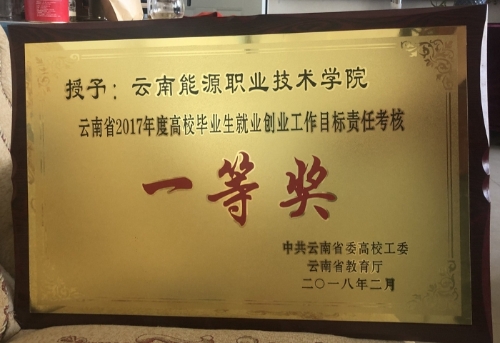 授予：云南能源职业技术学院
云南省2017年度高校毕业生就业创业工作目标责任考核
一等奖
中共云南省委高校工委
云南省教育厅
二〇一八年二月